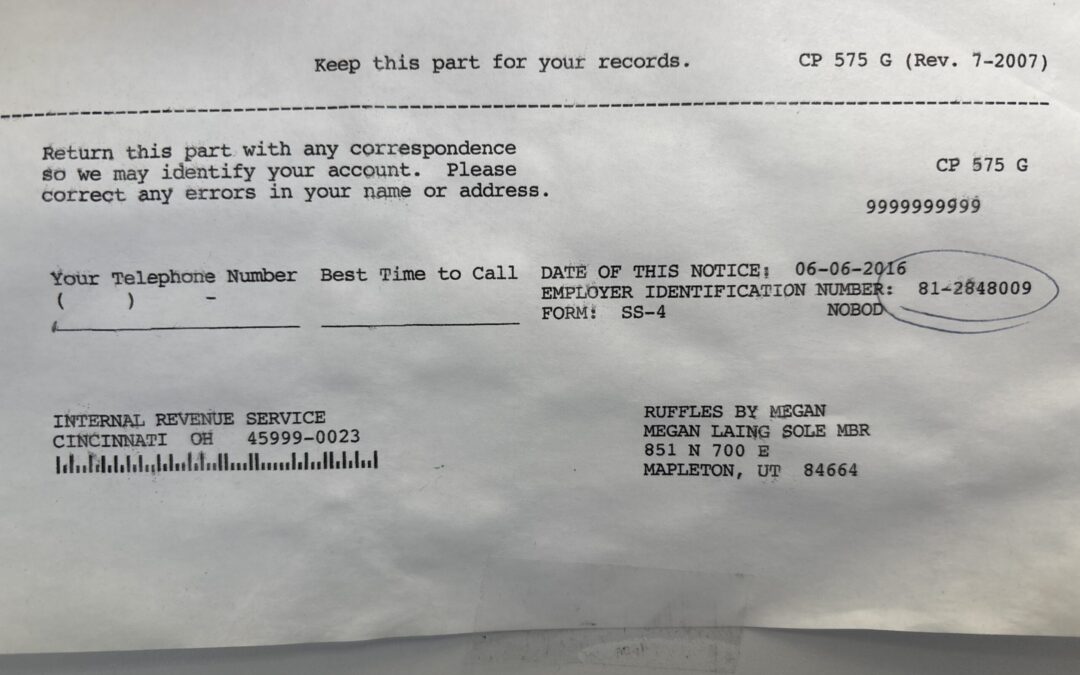 Keep this part for your records. CP 575 G (Rev. 7-2007)
Return this part with any correspondence
so we may identify your account. Please
correct any errors in your name or address.
CP 575 G
9999999999
Your Telephone Number Best Time to Call
( ) -
DATE OF THIS NOTICE: 06-06-2016
EMPLOYER IDENTIFICATION NUMBER: 81-2848009
FORM: SS-4 NOBOD
INTERNAL REVENUE SERVICE
CINCINNATI OH 45999-0023
RUFFLES BY MEGAN
MEGAN LAING SOLE MBR
851 N 700 E
MAPLETON, UT 84664